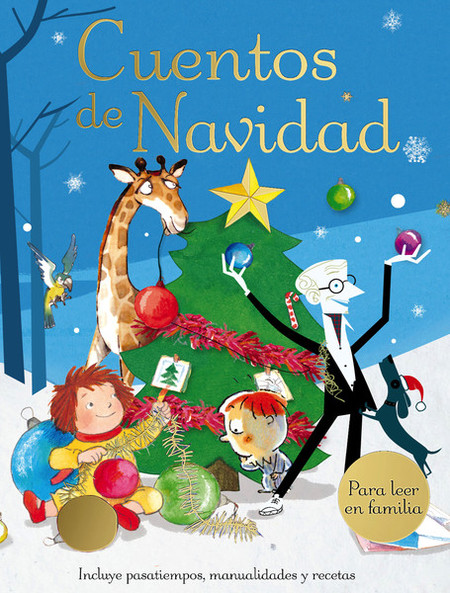 Cuentos
de Navidad
Para leer
en familia
Incluye pasatiempos, manualidades y recetas